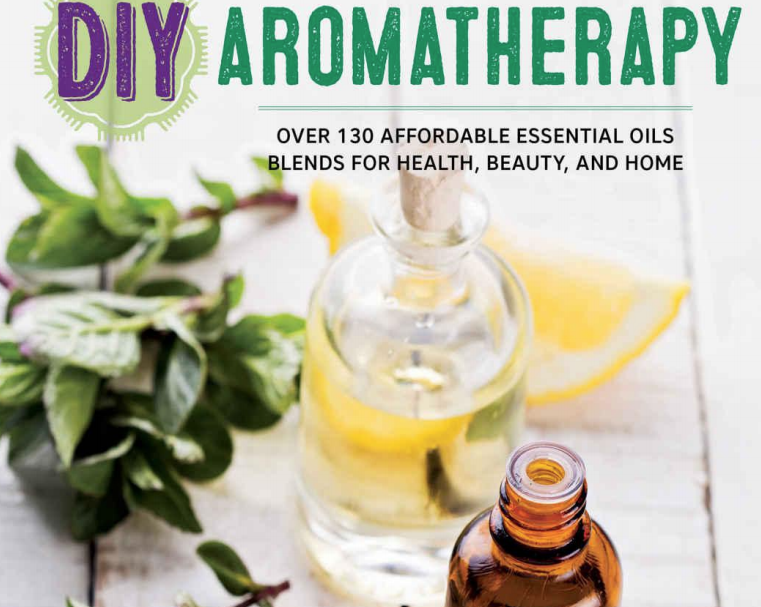 DIY AROMATHERAPY
OVER 130 AFFORDABLE ESSENTIAL OILS
BLENDS FOR HEALTH, BEAUTY, AND HOME